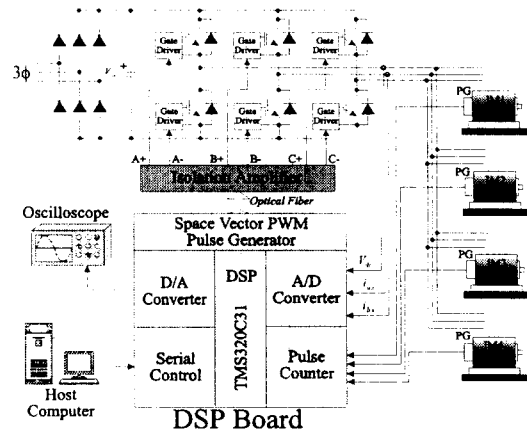 Gate Driver
Gate Driver
Gate Driver
3ϕ
+
Gate Driver
Gate Driver
Gate Driver
A+ A- B+ B- C+ C-
Isolation Amplifier
Optical Fiber
Oscilloscope
Space Vector PWM
Pulse Generator
D/A
Converter
DSP
TMS320C31
A/D
Converter
Serial
Control
Pulse
Counter
Host
Computer
DSP Board
PG
PG
PG
PG